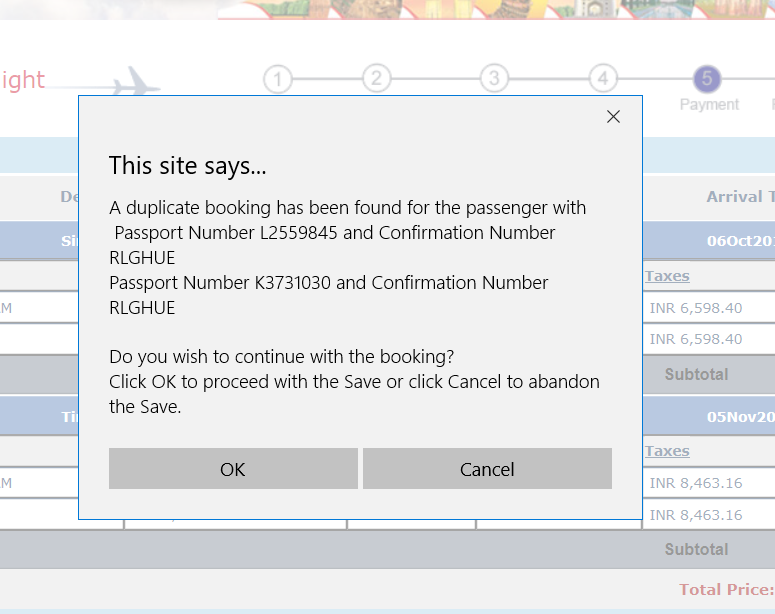 ight
1 2 3 4 5
Payment
This site says...
A duplicate booking has been found for the passenger with
Passport Number L2559845 and Confirmation Number
RLGHUE
Passport Number K3731030 and Confirmation Number
RLGHUE
Do you wish to continue with the booking?
Click OK to proceed with the Save or click Cancel to abandon
the Save.
OK Cancel
De Arrival T
Si 06Oct201
Taxes
AM INR 6,598.40
INR 6,598.40
Subtotal
Ti 05Nov20
Taxes
AM INR 8,463.16
INR 8,463.16
Subtotal
Total Price: